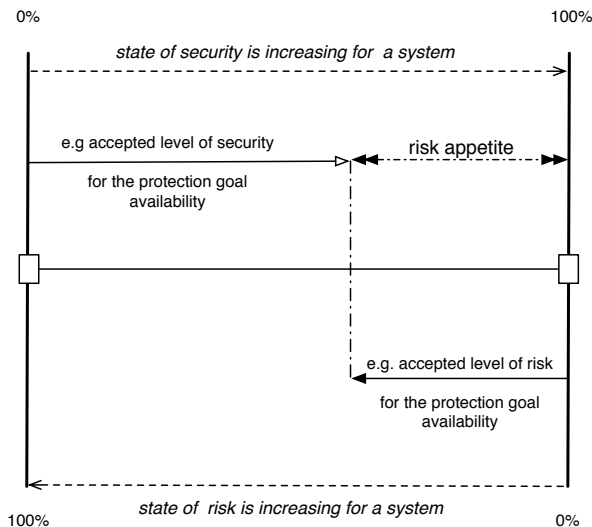 0%
100%
state of security is increasing for a system
e.g accepted level of security
risk appetite
for the protection goal
availability
e.g. accepted level of risk
for the protection goal
availability
state of risk is increasing for a system
100%
0%